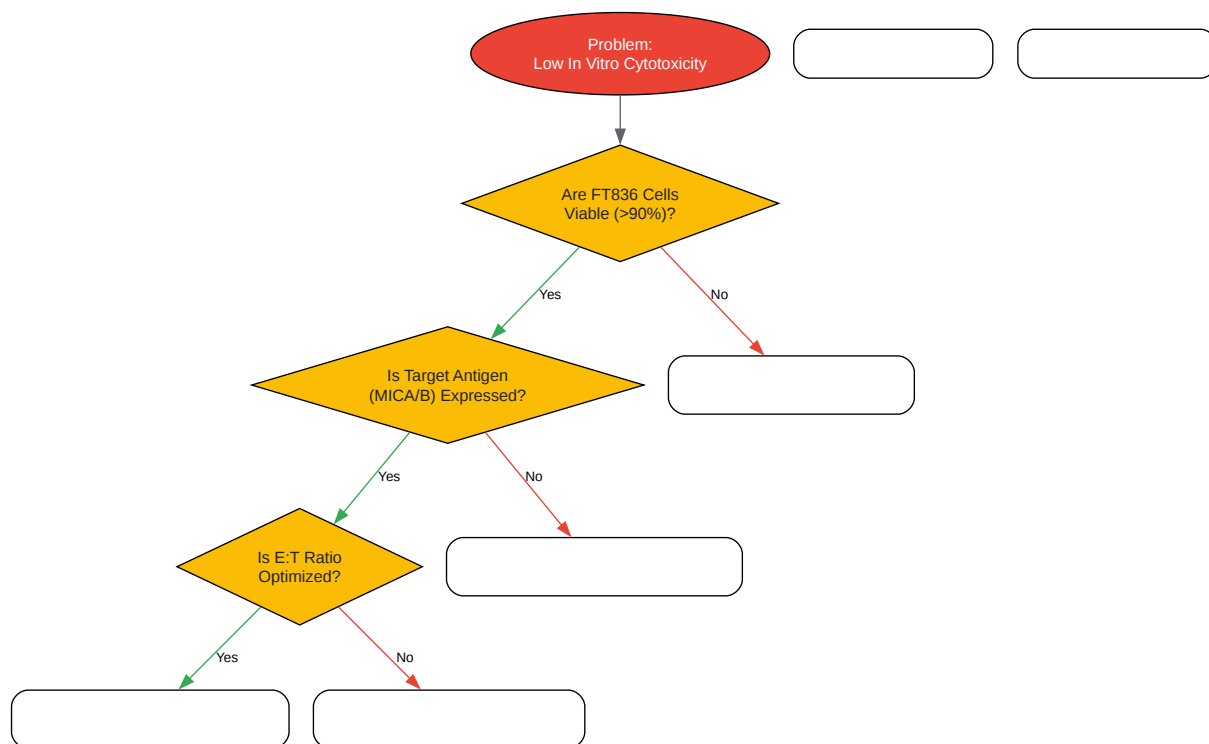 Problem:
Low In Vitro Cytotoxicity
Are FT836 Cells
Viable (>90%)?
Yes
No
Is Target Antigen
(MICA/B) Expressed?
Yes
No
Is E:T Ratio
Optimized?
Yes
No